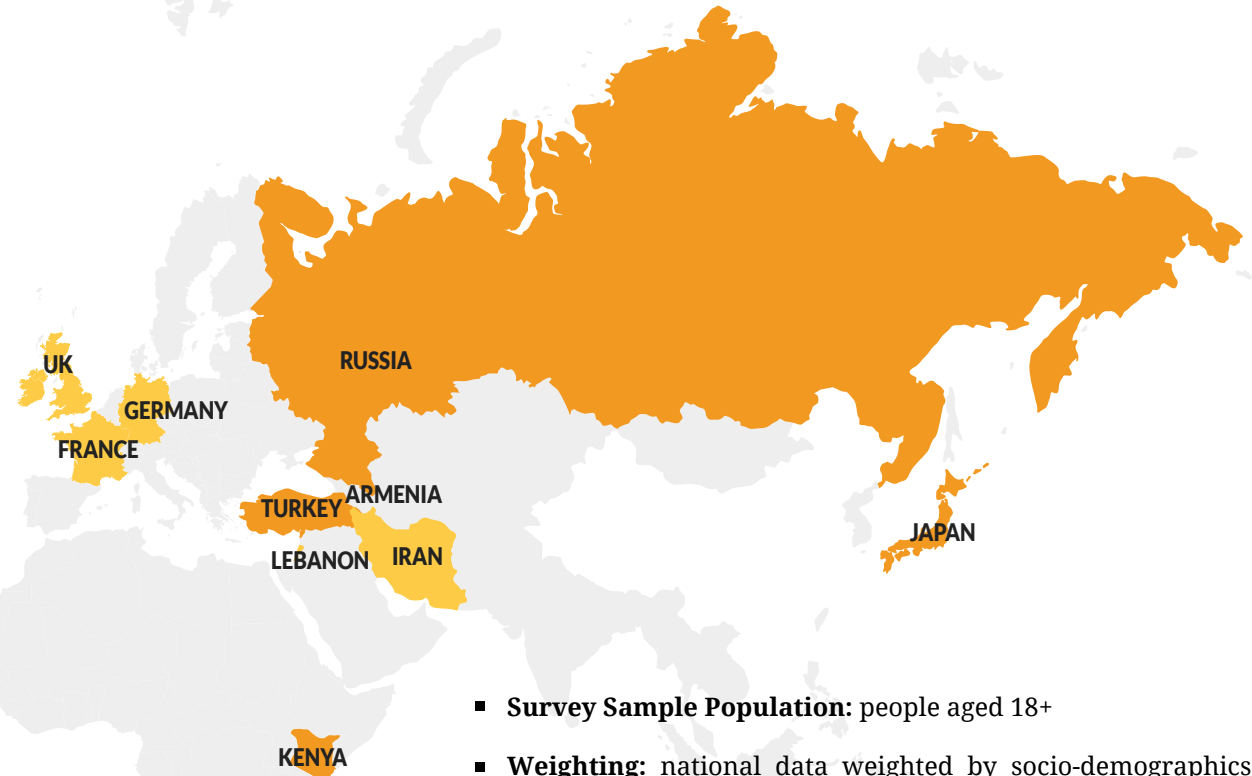 UK
RUSSIA
GERMANY
FRANCE
ARMENIA
TURKEY
JAPAN
LEBANON
IRAN
▪ Survey Sample Population: people aged 18+
KENYA
▪ Weighting: national data weighted by socio-demographics